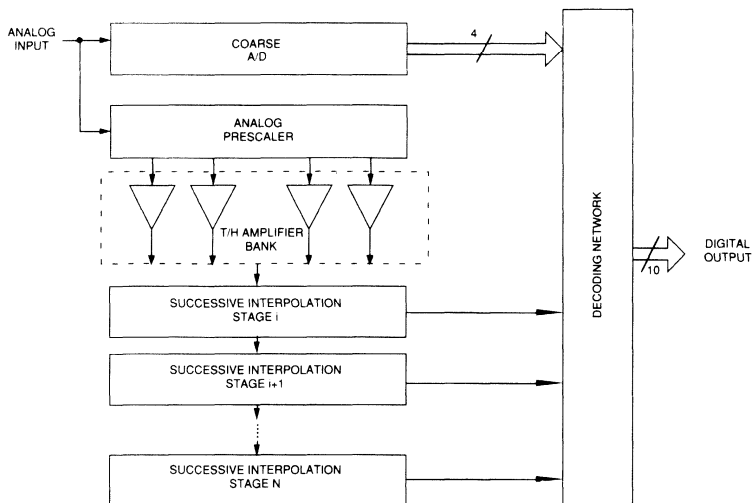 ANALOG
INPUT
COARSE
A/D
4
ANALOG
PRESCALER
T/H AMPLIFIER
BANK
SUCCESSIVE INTERPOLATION
STAGE i
SUCCESSIVE INTERPOLATION
STAGE i+1
SUCCESSIVE INTERPOLATION
STAGE N
DECODING NETWORK
10
DIGITAL
OUTPUT